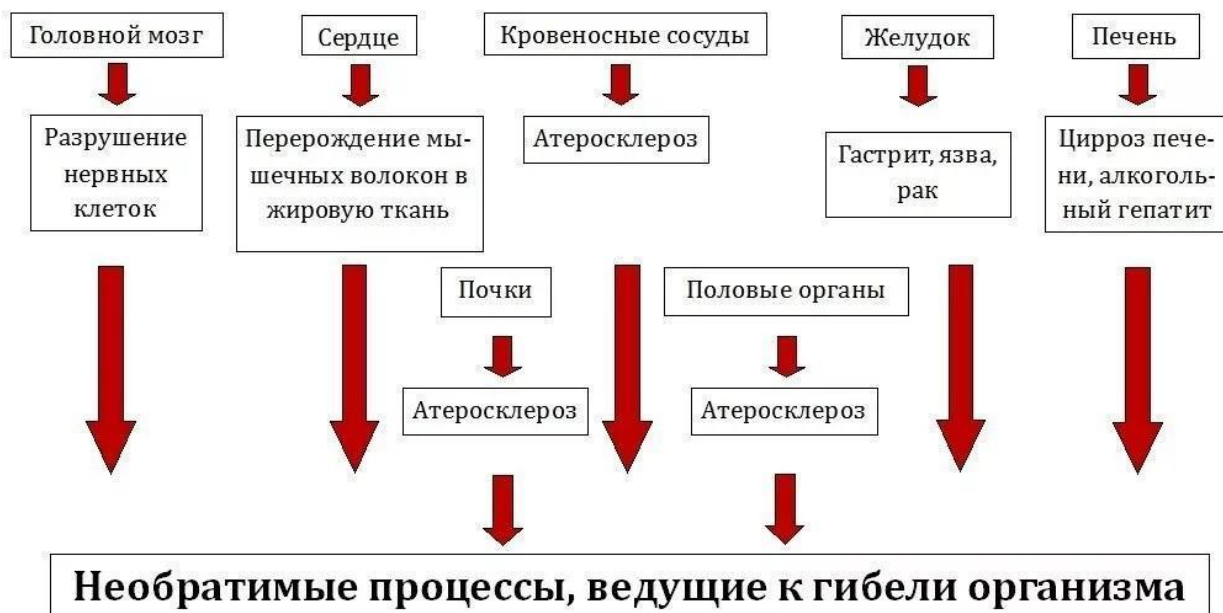 Головной мозг
Сердце
Кровеносные сосуды
Желудок
Печень
Разрушение
нервных
клеток
Перерождение мы-
шечных волокон в
жировую ткань
Атеросклероз
Гастрит, язва,
рак
Цирроз пече-
ни, алкоголь-
ный гепатит
Почки
Половые органы
Атеросклероз
Атеросклероз
Необратимые процессы, ведущие к гибели организма